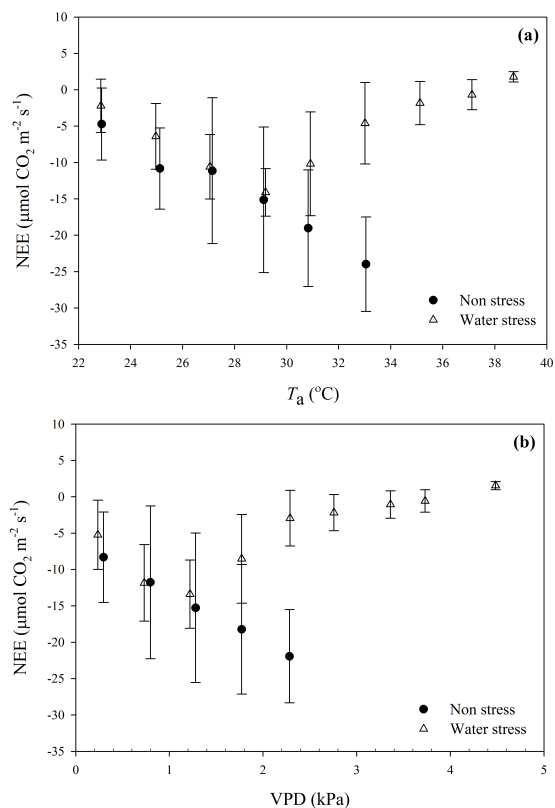 10
(a)
5
0
-5
-10
-15
-20
-25
-30
-35
NEE (µmol CO2 m-2 s-1)
Non stress
Water stress
22 24 26 28 30 32 34 36 38 40
Ta (oC)
10
(b)
5
0
-5
-10
-15
-20
-25
-30
-35
NEE (µmol CO2 m-2 s-1)
Non stress
Water stress
0 1 2 3 4 5
VPD (kPa)